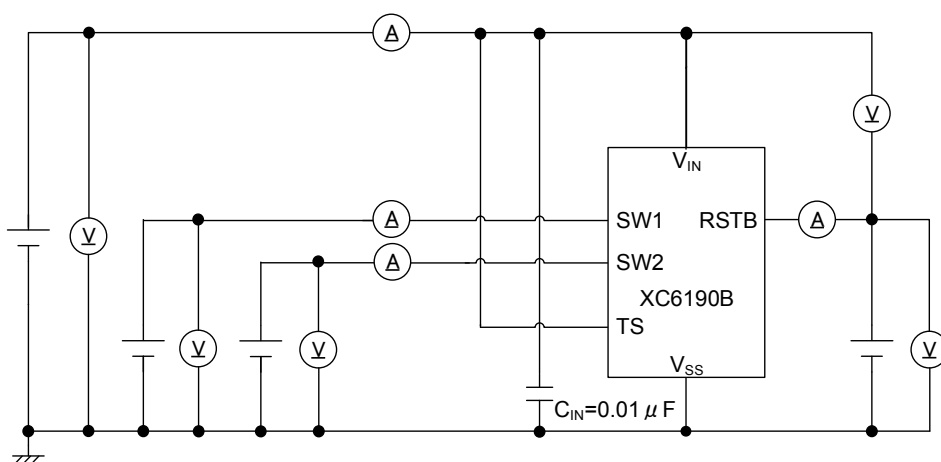 A
V
V_IN
V
A
SW1
RSTB
A
A
SW2
XC6190B
V
V
TS
V
V_SS
C_IN=0.01μF